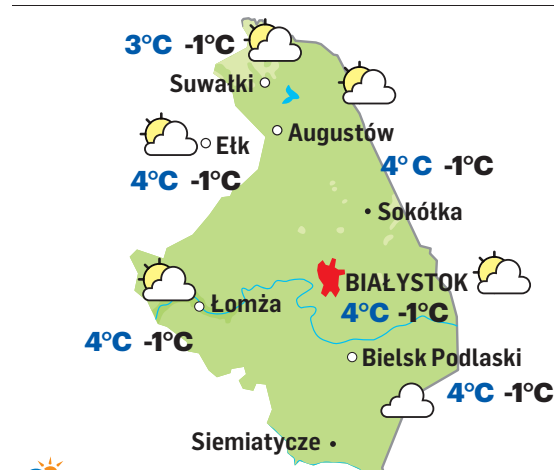 3°C -1°C
Suwałki
Augustów
Ełk
4°C -1°C
4°C -1°C
Sokółka
BIAŁYSTOK
4°C -1°C
Łomża
4°C -1°C
Bielsk Podlaski
4°C -1°C
Siemiatycze